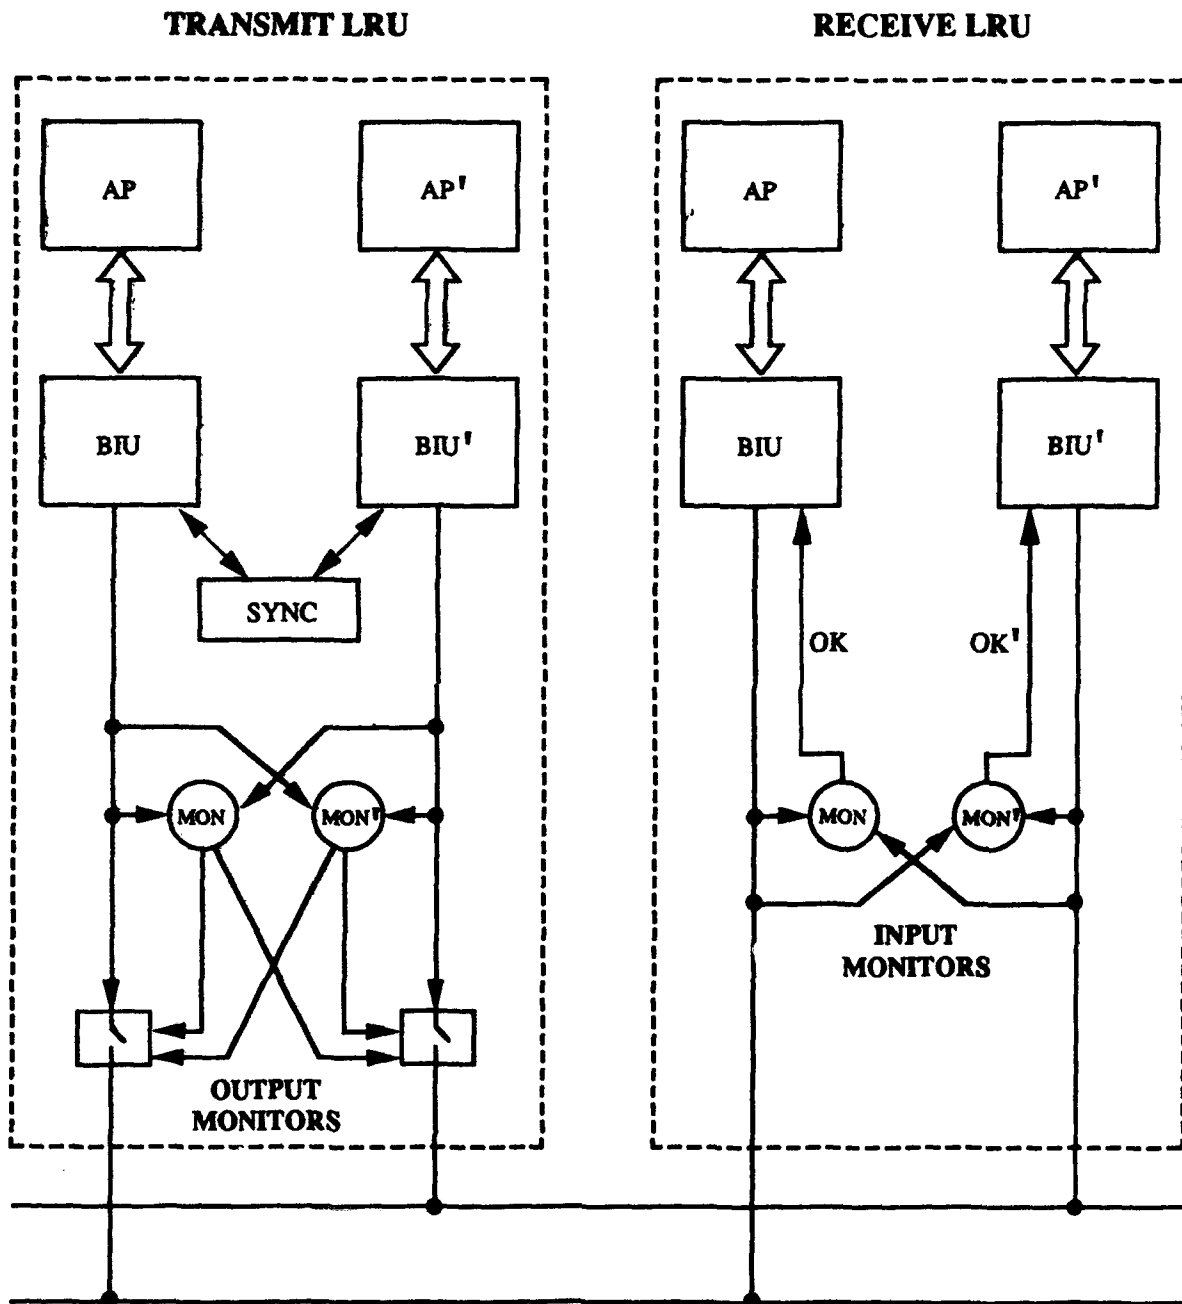 TRANSMIT LRU
RECEIVE LRU
AP
AP'
AP
AP'
BIU
BIU'
BIU
BIU'
SYNC
OK
OK'
MON
MON'
MON
MON'
INPUT
MONITORS
OUTPUT
MONITORS